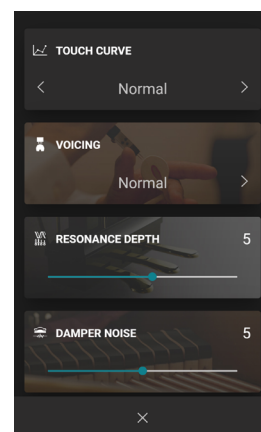 TOUCH CURVE
Normal
VOICING
Normal
RESONANCE DEPTH 5
DAMPER NOISE 5